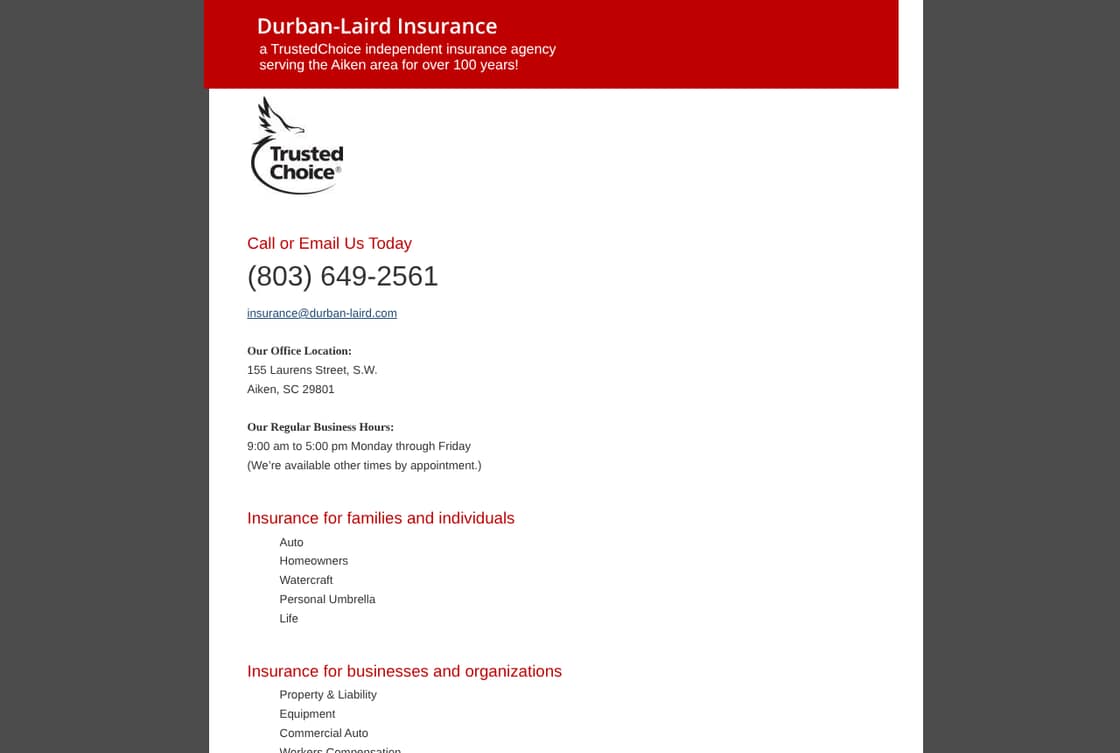 Durban-Laird Insurance
a TrustedChoice independent insurance agency
serving the Aiken area for over 100 years!
Trusted
Choice®
Call or Email Us Today
(803) 649-2561
insurance@durban-laird.com
Our Office Location:
155 Laurens Street, S.W.
Aiken, SC 29801
Our Regular Business Hours:
9:00 am to 5:00 pm Monday through Friday
(We’re available other times by appointment.)
Insurance for families and individuals
Auto
Homeowners
Watercraft
Personal Umbrella
Life
Insurance for businesses and organizations
Property & Liability
Equipment
Commercial Auto
Workers Compensation